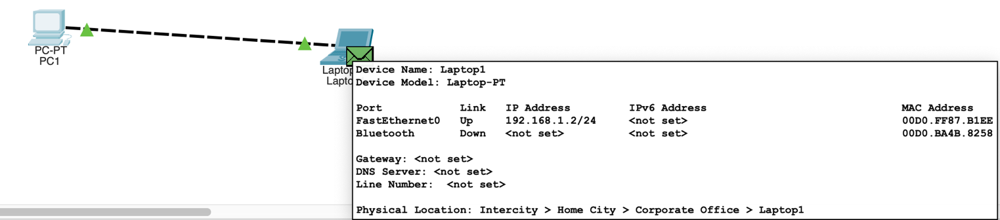 PC-PT
PC1
Device Name: Laptop1
Device Model: Laptop-PT
Port Link IP Address IPv6 Address MAC Address
FastEthernet0 Up 192.168.1.2/24 <not set> 00D0.FF87.B1EE
Bluetooth Down <not set> <not set> 00D0.BA4B.8258
Gateway: <not set>
DNS Server: <not set>
Line Number: <not set>
Physical Location: Intercity > Home City > Corporate Office > Laptop1